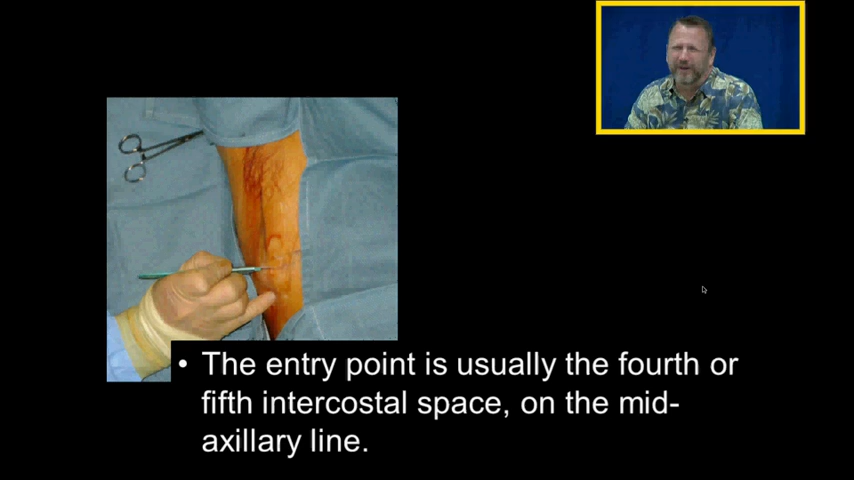 • The entry point is usually the fourth or
fifth intercostal space, on the mid-
axillary line.